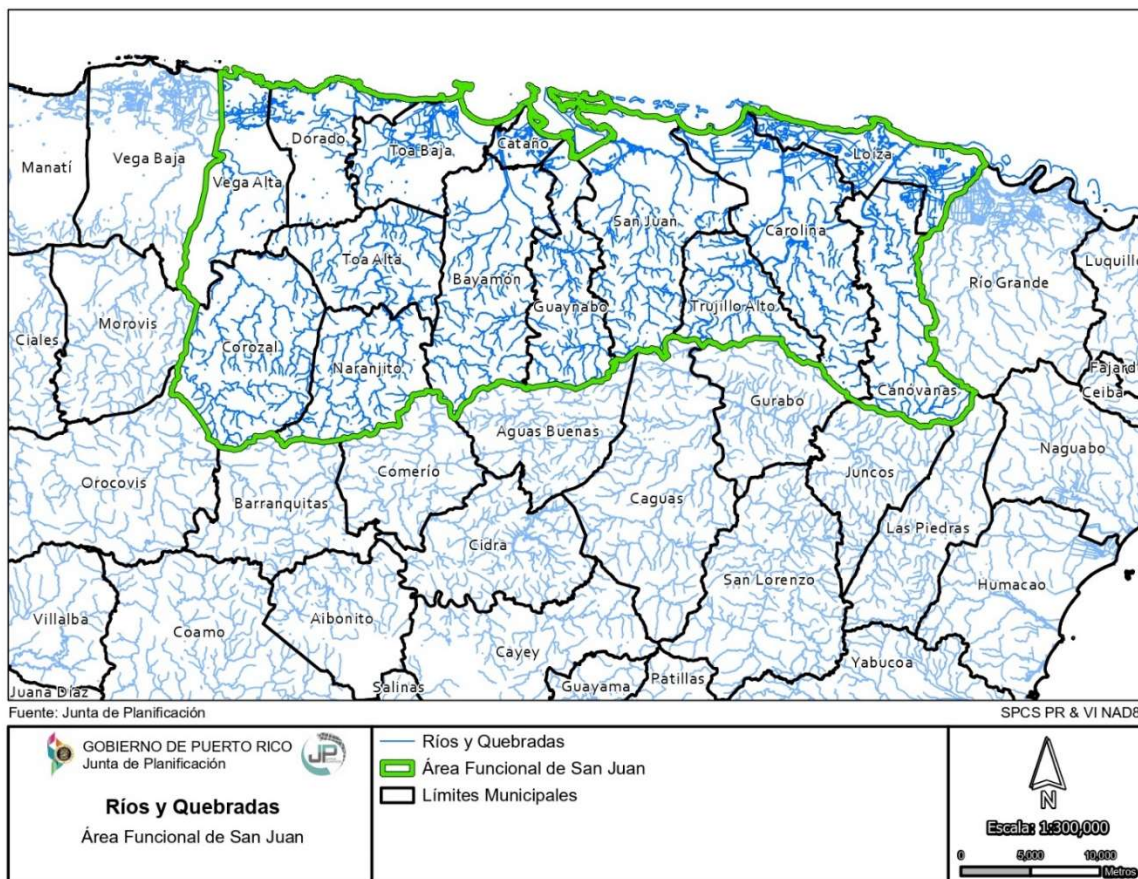 Dorado
Toa Baja
Cataño
Loíza
Manatí
Vega Baja
Vega Alta
San Juan
Carolina
Luquillo
Toa Alta
Bayamón
Guaynabo
Trujillo Alto
Río Grande
Ciales
Morovis
Corozal
Naranjito
Canóvanas
Fajard
Ceiba
Gurabo
Aguas Buenas
Naguabo
Orocovis
Barranquitas
Comerío
Caguas
Juncos
Las Piedras
Cidra
San Lorenzo
Humacao
Villalba
Coamo
Aibonito
Cayey
Yabucoa
Juana Díaz
Salinas
Guayama
Patillas
Fuente: Junta de Planificación
SPCS PR & VI NAD8
GOBIERNO DE PUERTO RICO
Junta de Planificación
JP
Ríos y Quebradas
Área Funcional de San Juan
Ríos y Quebradas
Área Funcional de San Juan
Límites Municipales
N
Escala: 1:300,000
0 5,000 10,000
Metros